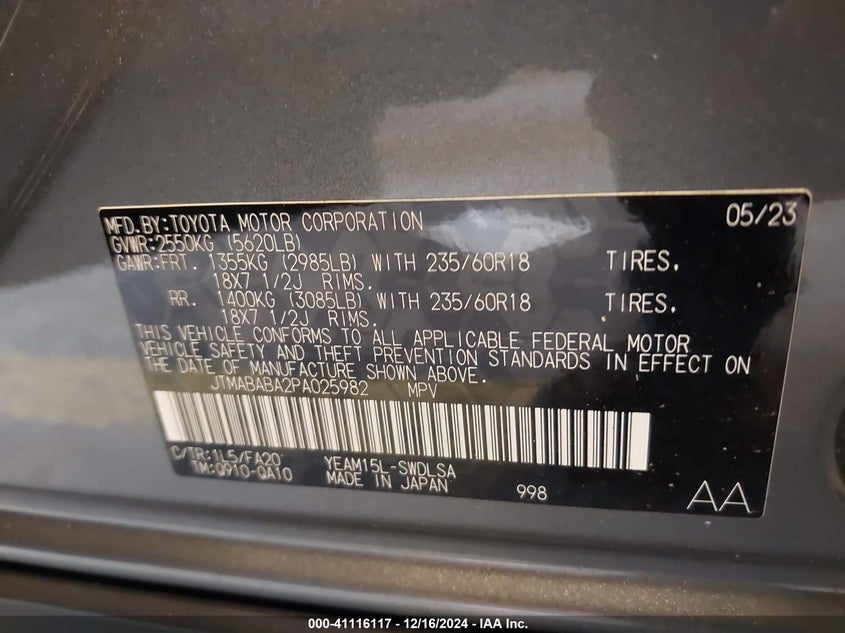 MFD.BY:TOYOTA MOTOR CORPORATION 05/23
GVWR:2550KG (5620LB)
GAWR:FRT. 1355KG (2985LB) WITH 235/60R18 TIRES.
18X7 1/2J RIMS.
RR. 1400KG (3085LB) WITH 235/60R18 TIRES.
18X7 1/2J RIMS.
THIS VEHICLE CONFORMS TO ALL APPLICABLE FEDERAL MOTOR
VEHICLE SAFETY AND THEFT PREVENTION STANDARDS IN EFFECT ON
THE DATE OF MANUFACTURE SHOWN ABOVE.
JTMABABA2PA025982 MPV
C/TR:1L5/FA20 YEAM15L-SWDLSA
TM:Q910-QA10 MADE IN JAPAN 998 AA
000-41116117 - 12/16/2024 - IAA Inc.